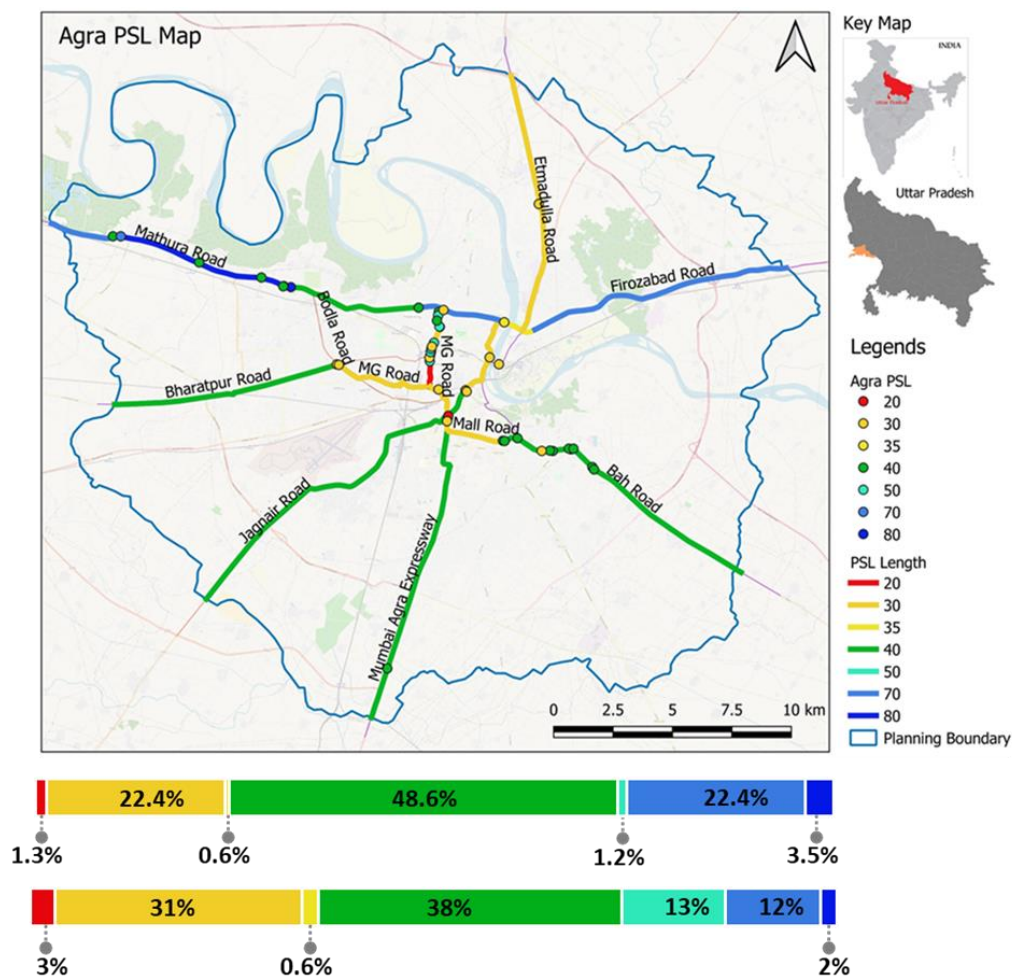 Agra PSL Map
Key Map
INDIA
Uttar Pradesh
Uttar Pradesh
Etmadulla Road
Mathura Road
Firozabad Road
Bodla Road
MG Road
MG Road
Bharatpur Road
Mall Road
Bah Road
Jagnair Road
Mumbai Agra Expressway
0 2.5 5 7.5 10 km
Legends
Agra PSL
20
30
35
40
50
70
80
PSL Length
20
30
35
40
50
70
80
Planning Boundary
22.4% 48.6% 22.4%
1.3% 0.6% 1.2% 3.5%
31% 38% 13% 12%
3% 0.6% 2%